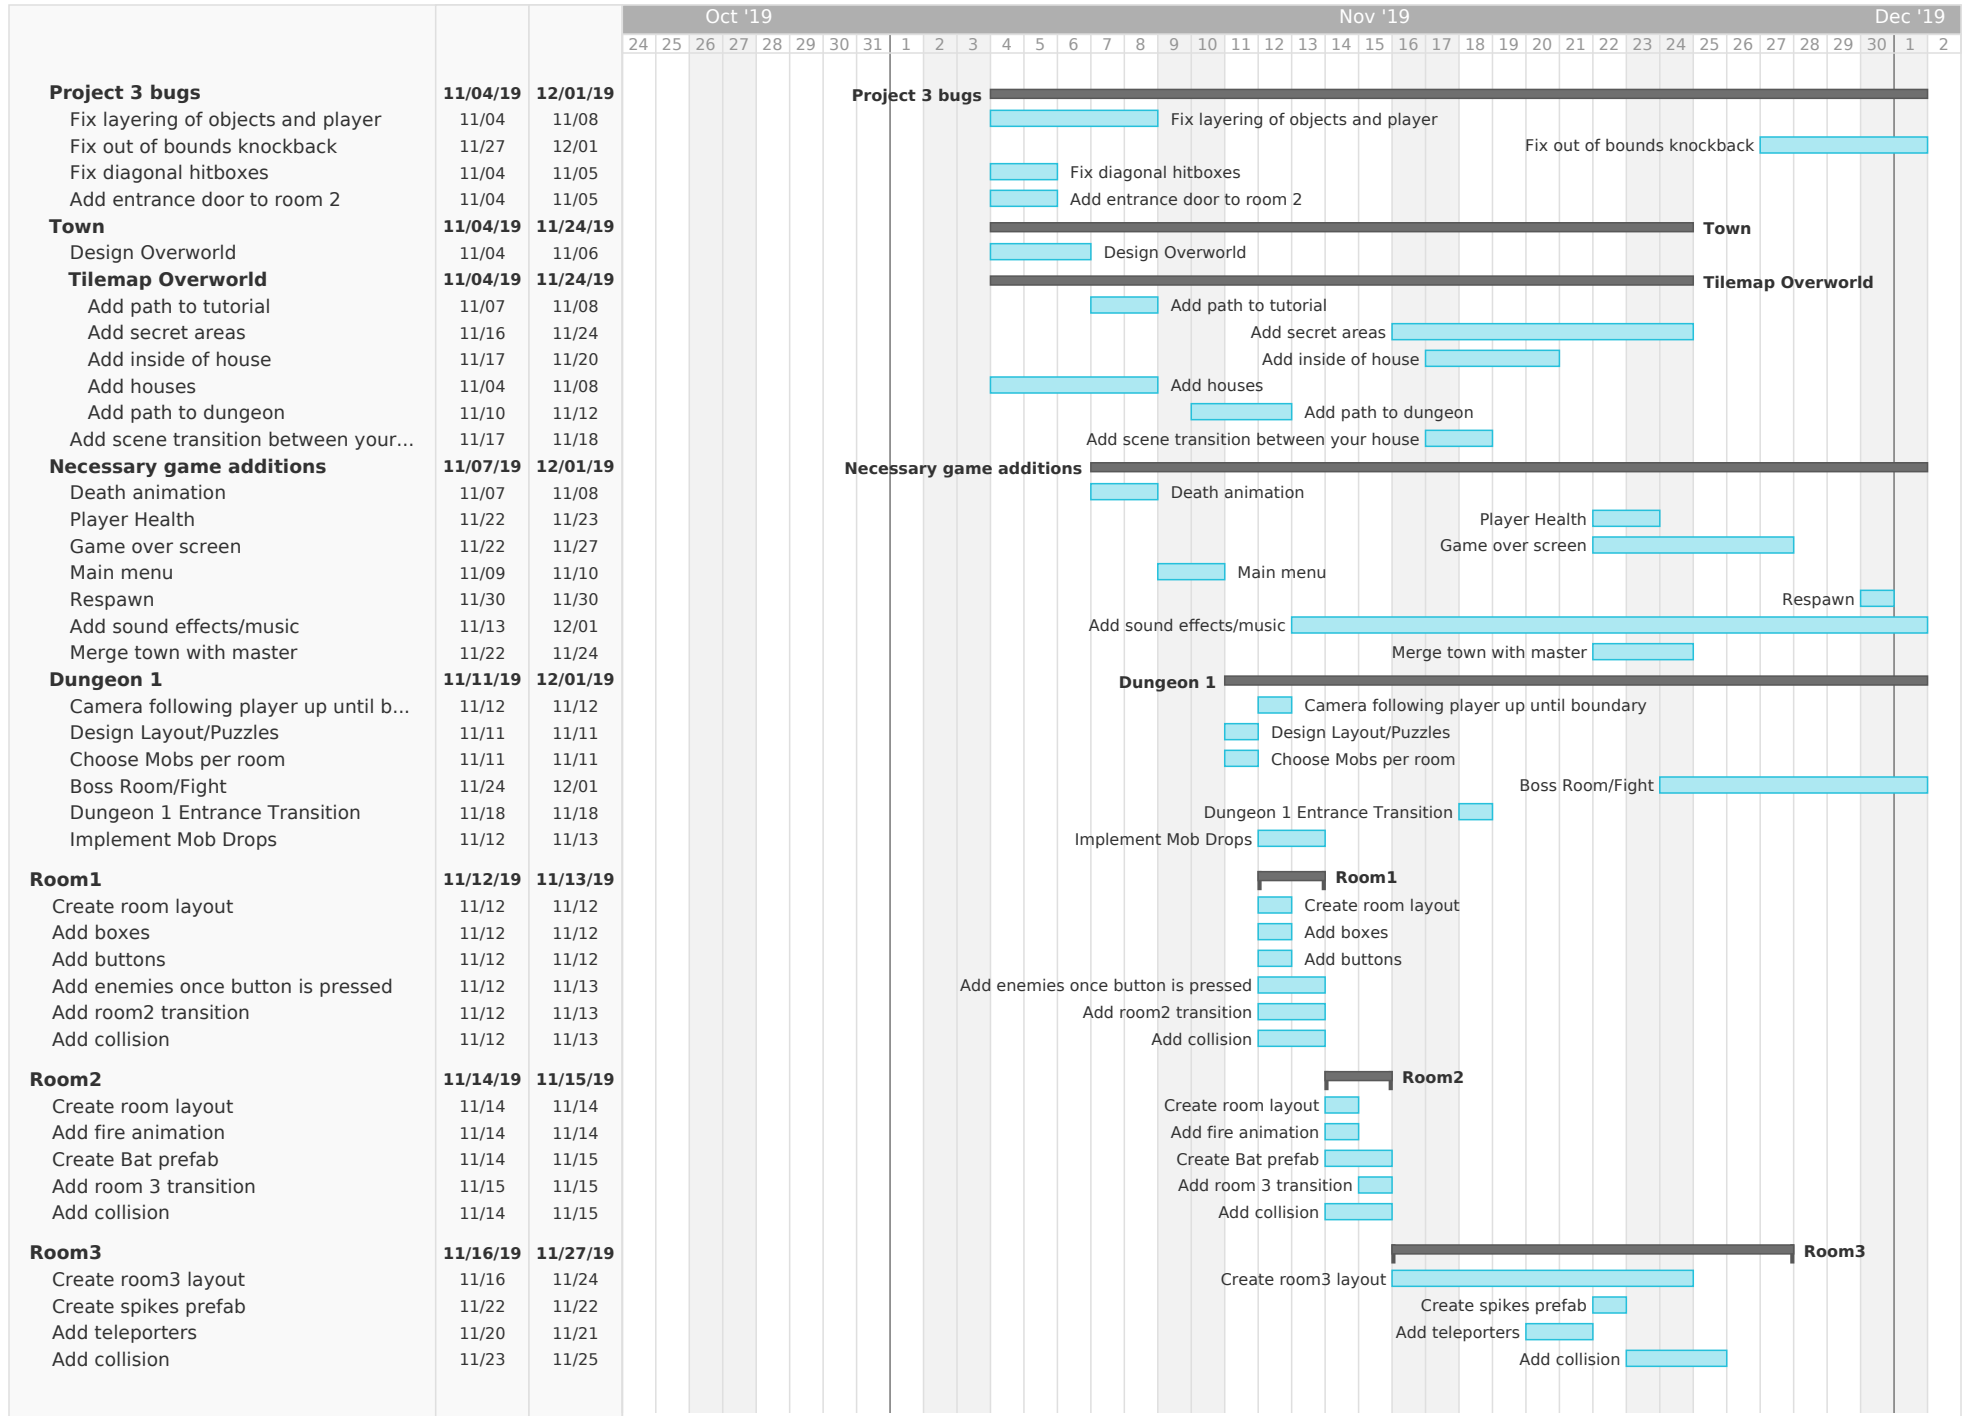 Oct '19 Nov '19 Dec '19
24 25 26 27 28 29 30 31 1 2 3 4 5 6 7 8 9 10 11 12 13 14 15 16 17 18 19 20 21 22 23 24 25 26 27 28 29 30 1 2
Project 3 bugs 11/04/19 12/01/19 Project 3 bugs
Fix layering of objects and player 11/04 11/08 Fix layering of objects and player
Fix out of bounds knockback 11/27 12/01 Fix out of bounds knockback
Fix diagonal hitboxes 11/04 11/05 Fix diagonal hitboxes
Add entrance door to room 2 11/04 11/05 Add entrance door to room 2
Town 11/04/19 11/24/19 Town
Design Overworld 11/04 11/06 Design Overworld
Tilemap Overworld 11/04/19 11/24/19 Tilemap Overworld
Add path to tutorial 11/07 11/08 Add path to tutorial
Add secret areas 11/16 11/24 Add secret areas
Add inside of house 11/17 11/20 Add inside of house
Add houses 11/04 11/08 Add houses
Add path to dungeon 11/10 11/12 Add path to dungeon
Add scene transition between your... 11/17 11/18 Add scene transition between your house
Necessary game additions 11/07/19 12/01/19 Necessary game additions
Death animation 11/07 11/08 Death animation
Player Health 11/22 11/23 Player Health
Game over screen 11/22 11/27 Game over screen
Main menu 11/09 11/10 Main menu
Respawn 11/30 11/30 Respawn
Add sound effects/music 11/13 12/01 Add sound effects/music
Merge town with master 11/22 11/24 Merge town with master
Dungeon 1 11/11/19 12/01/19 Dungeon 1
Camera following player up until b... 11/12 11/12 Camera following player up until boundary
Design Layout/Puzzles 11/11 11/11 Design Layout/Puzzles
Choose Mobs per room 11/11 11/11 Choose Mobs per room
Boss Room/Fight 11/24 12/01 Boss Room/Fight
Dungeon 1 Entrance Transition 11/18 11/18 Dungeon 1 Entrance Transition
Implement Mob Drops 11/12 11/13 Implement Mob Drops
Room1 11/12/19 11/13/19 Room1
Create room layout 11/12 11/12 Create room layout
Add boxes 11/12 11/12 Add boxes
Add buttons 11/12 11/12 Add buttons
Add enemies once button is pressed 11/12 11/13 Add enemies once button is pressed
Add room2 transition 11/12 11/13 Add room2 transition
Add collision 11/12 11/13 Add collision
Room2 11/14/19 11/15/19 Room2
Create room layout 11/14 11/14 Create room layout
Add fire animation 11/14 11/14 Add fire animation
Create Bat prefab 11/14 11/15 Create Bat prefab
Add room 3 transition 11/15 11/15 Add room 3 transition
Add collision 11/14 11/15 Add collision
Room3 11/16/19 11/27/19 Room3
Create room3 layout 11/16 11/24 Create room3 layout
Create spikes prefab 11/22 11/22 Create spikes prefab
Add teleporters 11/20 11/21 Add teleporters
Add collision 11/23 11/25 Add collision